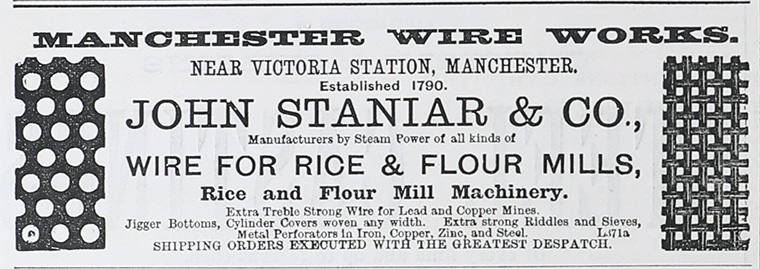 MANCHESTER WIRE WORKS.
NEAR VICTORIA STATION, MANCHESTER.
Established 1790.
JOHN STANIAR & CO.,
Manufacturers by Steam Power of all kinds of
WIRE FOR RICE & FLOUR MILLS,
Rice and Flour Mill Machinery.
Extra Treble Strong Wire for Lead and Copper Mines.
Jigger Bottoms, Cylinder Covers woven any width. Extra strong Riddles and Sieves,
Metal Perforators in Iron, Copper, Zinc, and Steel.
SHIPPING ORDERS EXECUTED WITH THE GREATEST DESPATCH.